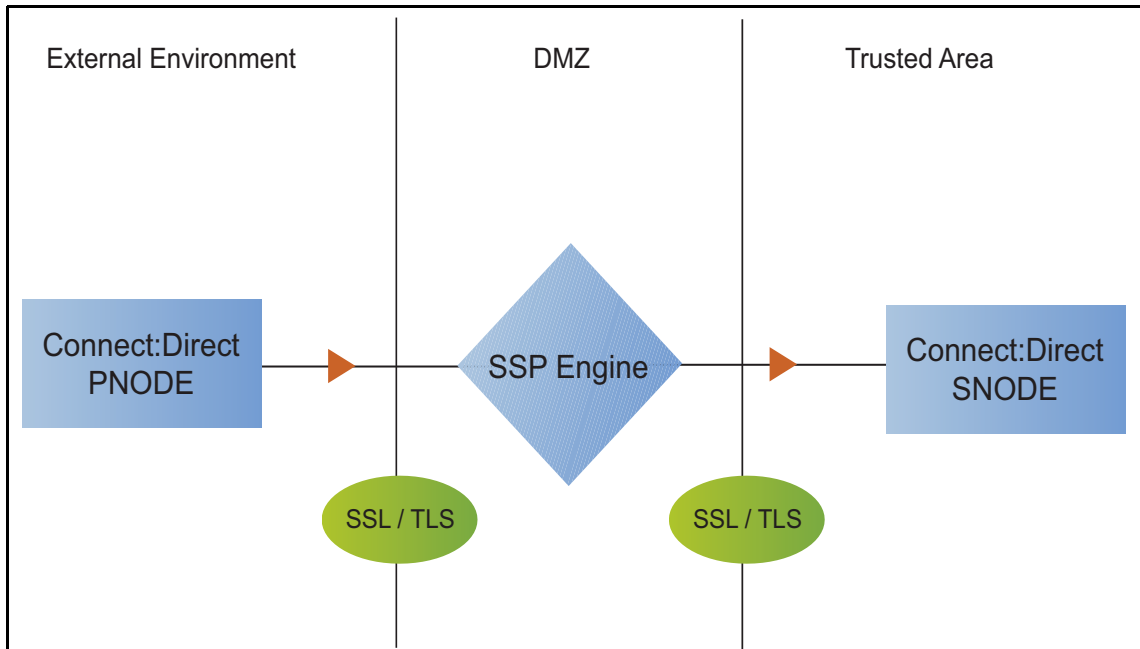 External Environment
DMZ
Trusted Area
Connect:Direct
PNODE
SSP Engine
Connect:Direct
SNODE
SSL / TLS
SSL / TLS